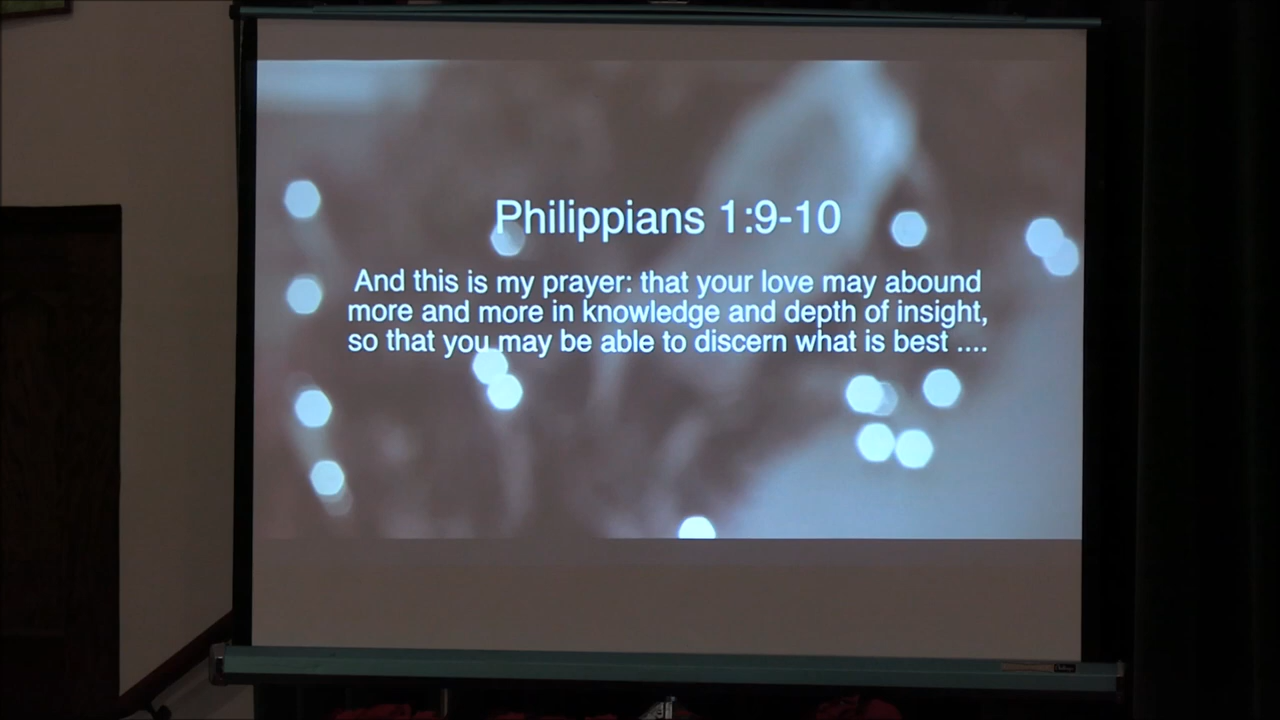 Philippians 1:9-10
And this is my prayer: that your love may abound
more and more in knowledge and depth of insight,
so that you may be able to discern what is best ....